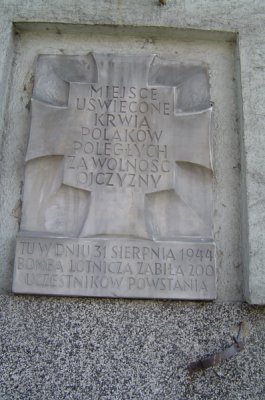 MIEJSCE
UŚWIĘCONE
KRWIĄ
POLAKÓW
POLEGŁYCH
ZA WOLNOŚĆ
OJCZYZNY
TU W DNIU 31 SIERPNIA 1944
BOMBA LOTNICZA ZABIŁA 200
UCZESTNIKÓW POWSTANIA